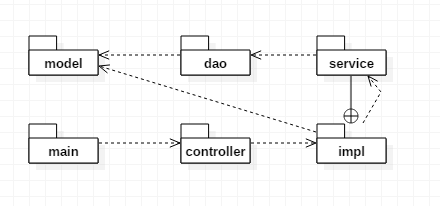 model
dao
service
main
controller
impl